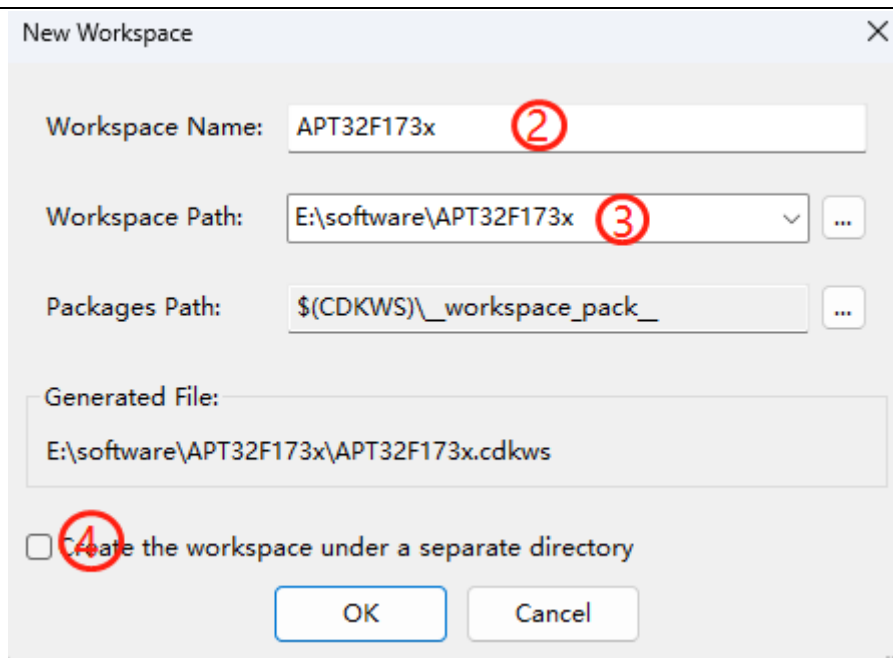 New Workspace
Workspace Name: APT32F173x ②
Workspace Path: E:\software\APT32F173x ③ ...
Packages Path: $(CDKWS)\__workspace_pack__ ...
Generated File:
E:\software\APT32F173x\APT32F173x.cdkws
④ Create the workspace under a separate directory
OK Cancel